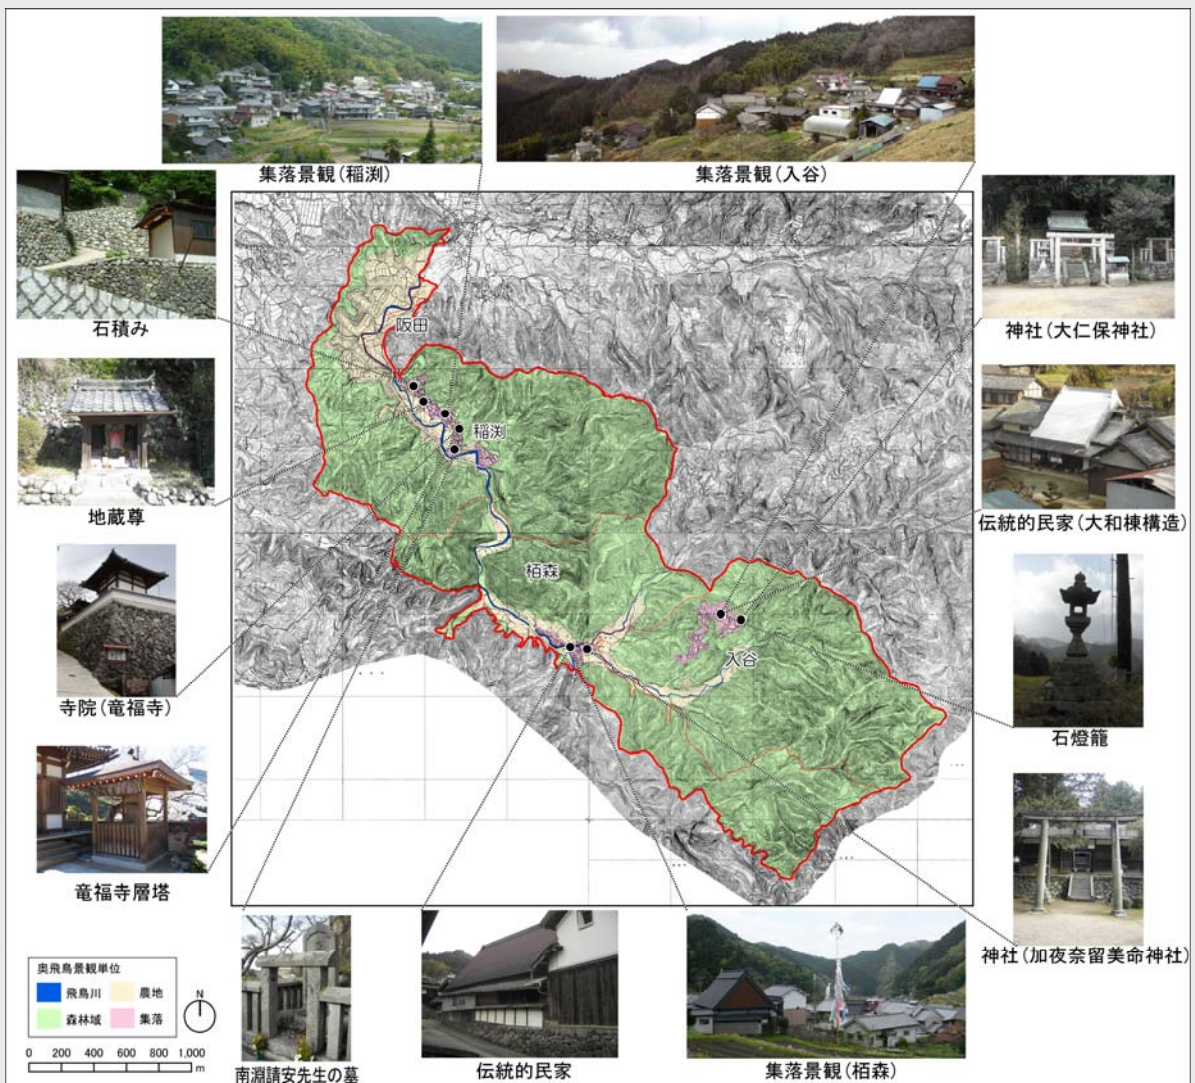 集落景観(稲渕)
集落景観(入谷)
石積み
神社(大仁保神社)
阪田
稲渕
地蔵尊
伝統的民家(大和棟構造)
栢森
入谷
寺院(竜福寺)
石燈籠
竜福寺層塔
神社(加夜奈留美命神社)
奥飛鳥景観単位
飛鳥川 農地
森林域 集落
N
0 200 400 600 800 1,000
m
南淵請安先生の墓
伝統的民家
集落景観(栢森)